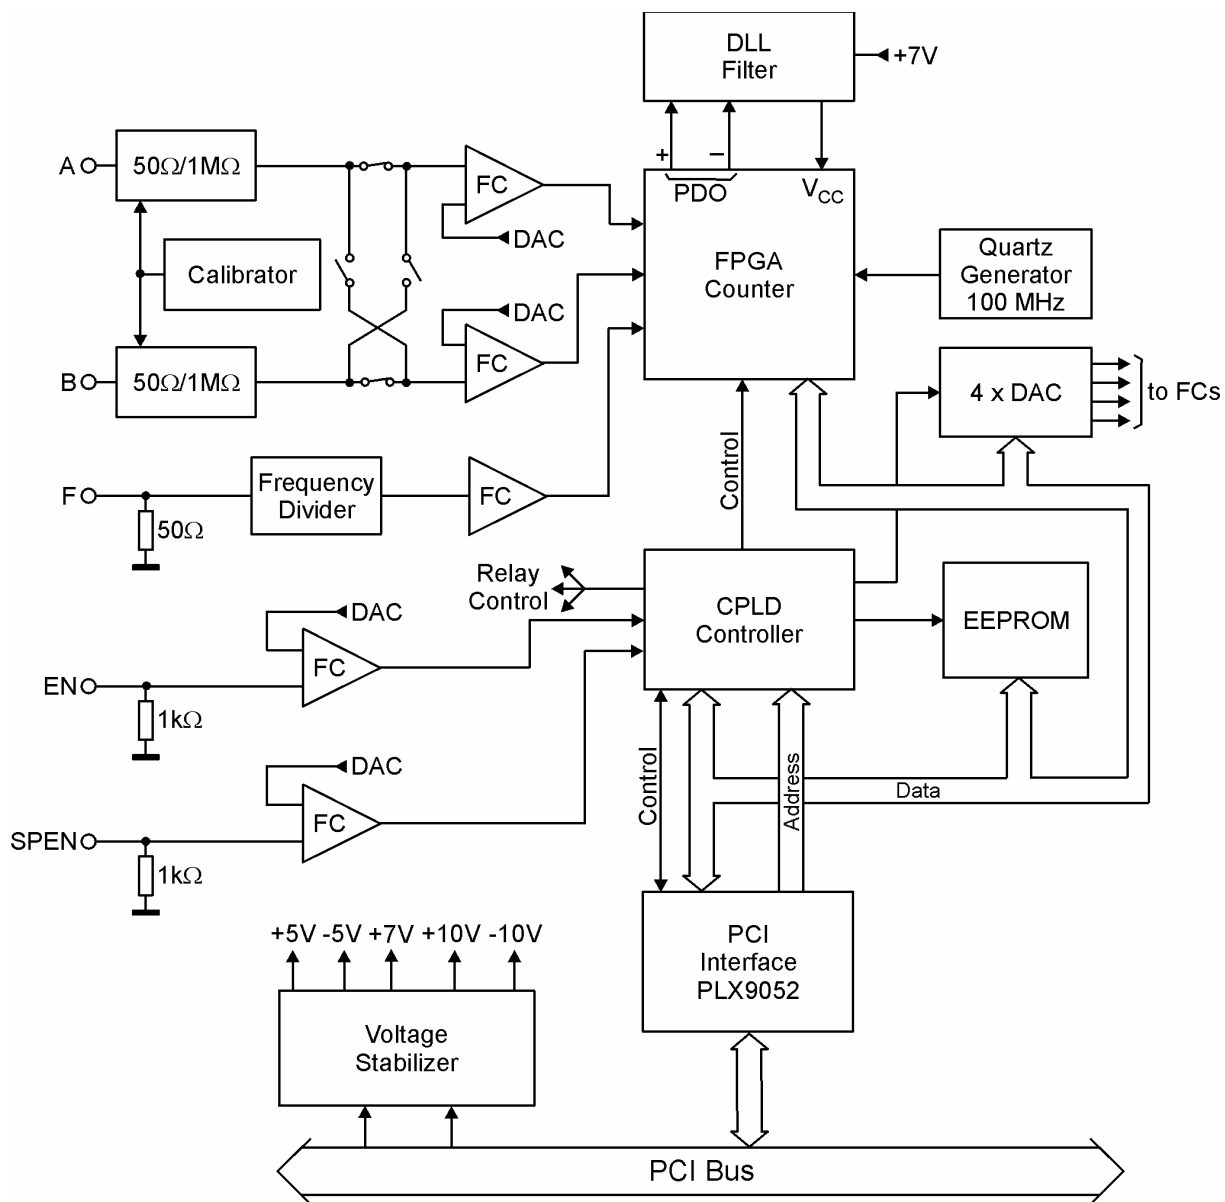 DLL
Filter
+7V
+
−
PDO
VCC
A
50Ω/1MΩ
FC
DAC
Calibrator
FPGA
Counter
Quartz
Generator
100 MHz
DAC
FC
B
50Ω/1MΩ
4 x DAC
to FCs
Control
F
Frequency
Divider
FC
50Ω
Relay
Control
CPLD
Controller
EEPROM
DAC
FC
EN
1kΩ
Control
Address
Data
DAC
FC
SPEN
1kΩ
+5V -5V +7V +10V -10V
PCI
Interface
PLX9052
Voltage
Stabilizer
PCI Bus